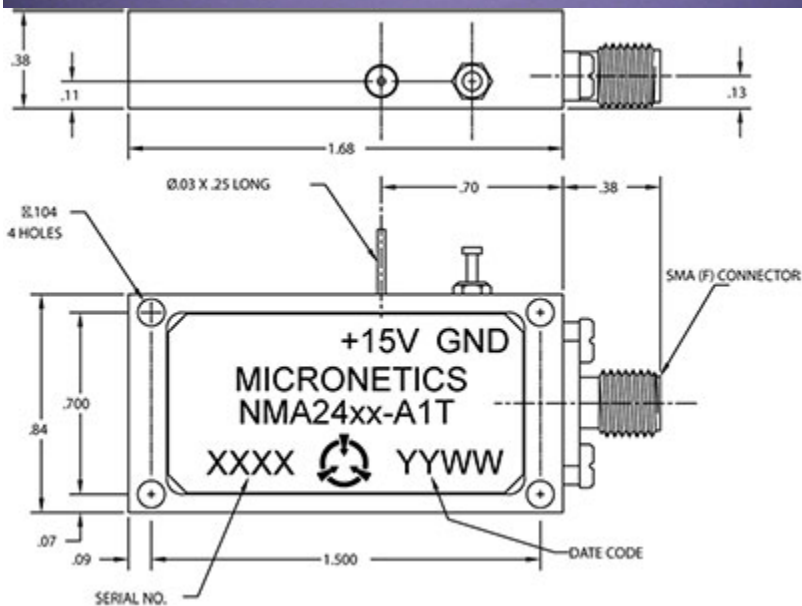 .38
.11
.13
1.68
Ø.03 X .25 LONG
.70
.38
.104
4 HOLES
SMA (F) CONNECTOR
+15V GND
MICRONETICS
NMA24xx-A1T
XXXX YYWW
.700
.84
.07
.09
1.500
DATE CODE
SERIAL NO.